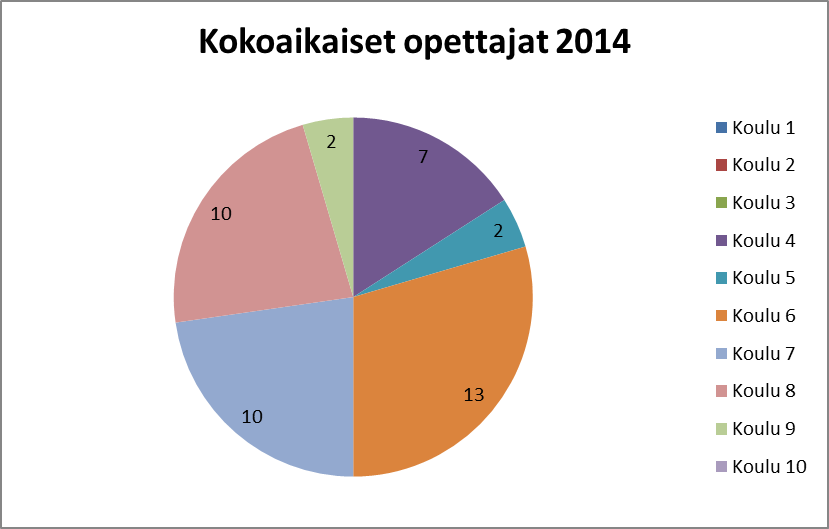 Kokoaikaiset opettajat 2014
2
7
10
2
13
10
Koulu 1
Koulu 2
Koulu 3
Koulu 4
Koulu 5
Koulu 6
Koulu 7
Koulu 8
Koulu 9
Koulu 10